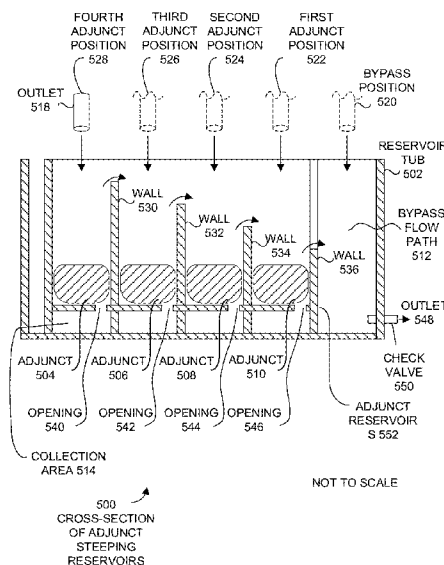 FOURTH ADJUNCT POSITION 528
THIRD ADJUNCT POSITION 526
SECOND ADJUNCT POSITION 524
FIRST ADJUNCT POSITION 522
BYPASS POSITION 520
OUTLET 518
RESERVOIR TUB 502
WALL 530
WALL 532
WALL 534
WALL 536
BYPASS FLOW PATH 512
OUTLET 548
CHECK VALVE 550
ADJUNCT 504
ADJUNCT 506
ADJUNCT 508
ADJUNCT 510
OPENING 540
OPENING 542
OPENING 544
OPENING 546
ADJUNCT RESERVOIR S 552
COLLECTION AREA 514
NOT TO SCALE
500
CROSS-SECTION
OF ADJUNCT
STEEPING
RESERVOIRS